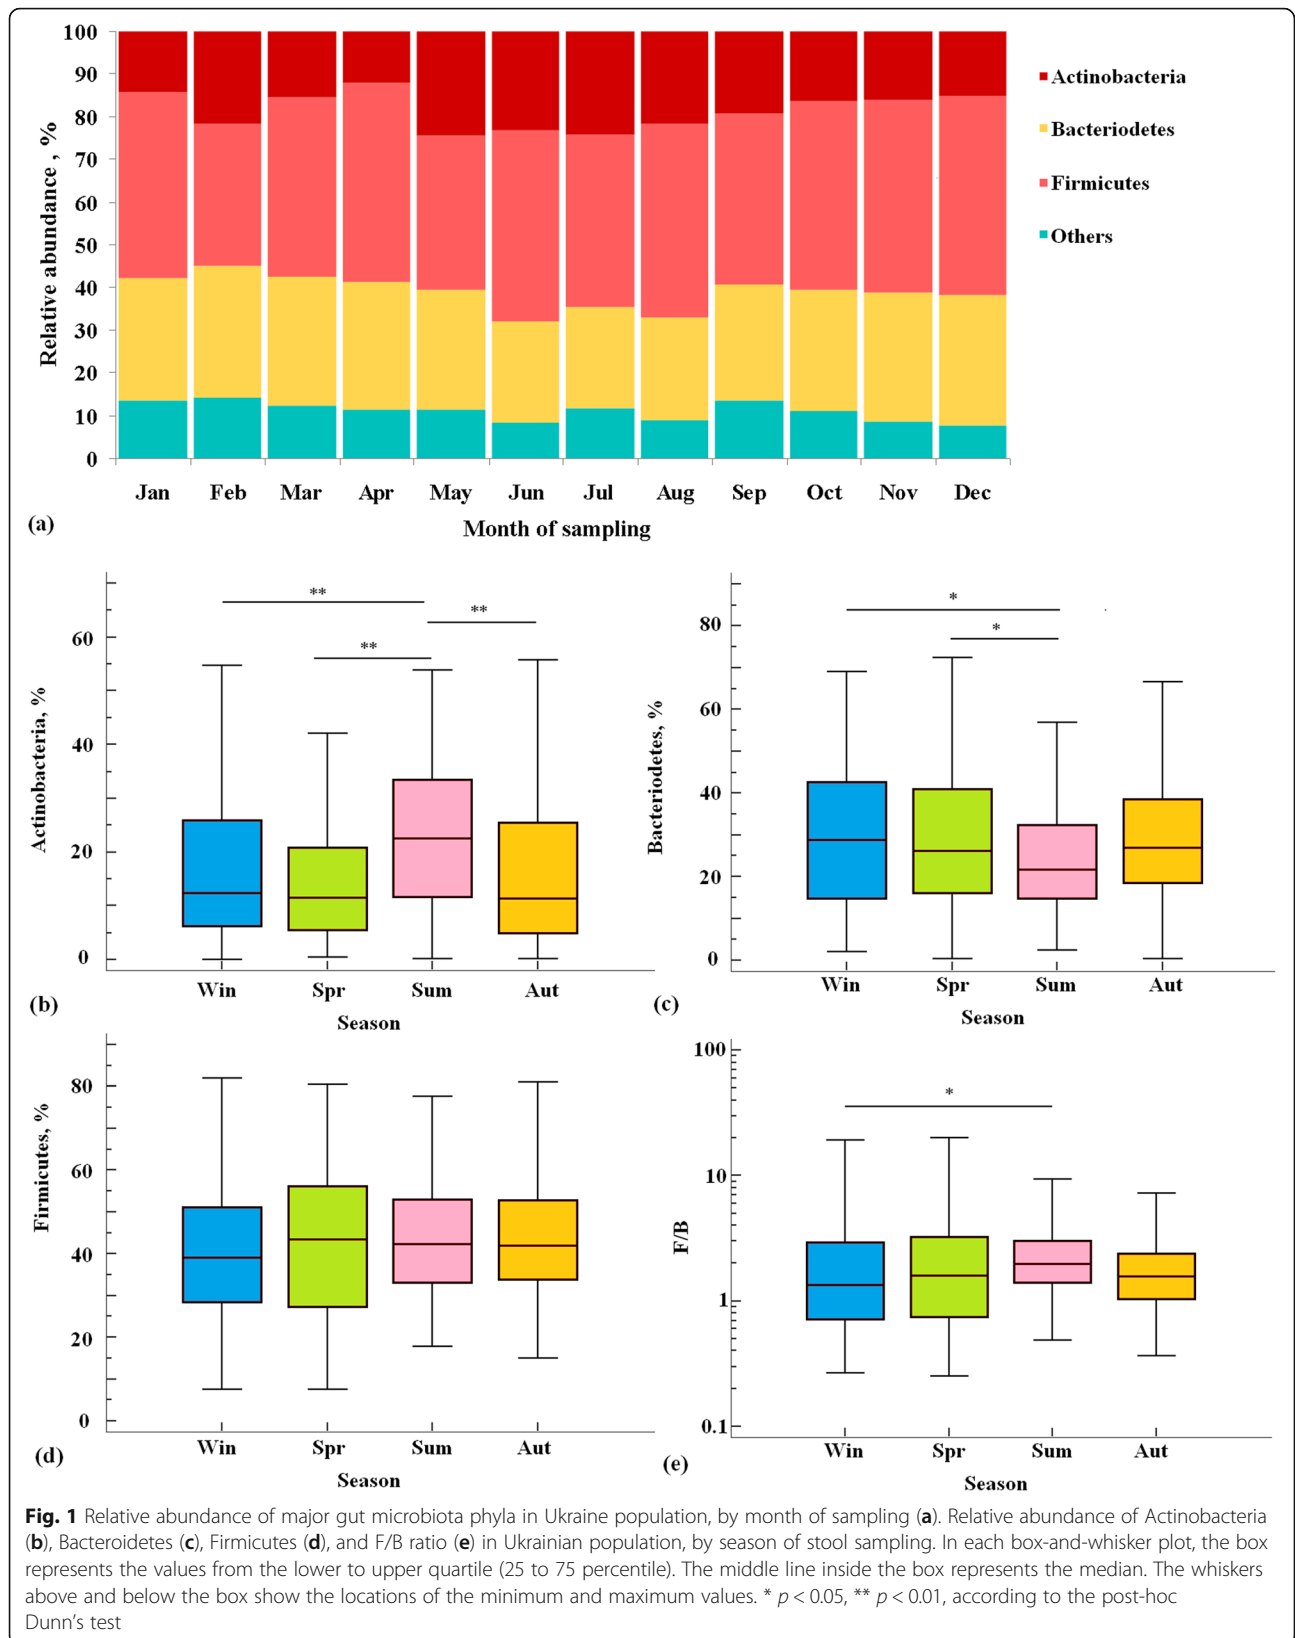 100
90
80
70
60
50
40
30
20
10
0
Relative abundance , %
Actinobacteria
Bacteriodetes
Firmicutes
Others
Jan Feb Mar Apr May Jun Jul Aug Sep Oct Nov Dec
(a)
Month of sampling
60
40
20
0
Actinobacteria, %
**
**
**
Win Spr Sum Aut
(b)
Season
80
60
40
20
0
Bacteriodetes, %
*
*
Win Spr Sum Aut
(c)
Season
80
60
40
20
0
Firmicutes, %
Win Spr Sum Aut
(d)
Season
100
10
1
0.1
F/B
*
Win Spr Sum Aut
(e)
Season
Fig. 1 Relative abundance of major gut microbiota phyla in Ukraine population, by month of sampling (a). Relative abundance of Actinobacteria
(b), Bacteroidetes (c), Firmicutes (d), and F/B ratio (e) in Ukrainian population, by season of stool sampling. In each box-and-whisker plot, the box
represents the values from the lower to upper quartile (25 to 75 percentile). The middle line inside the box represents the median. The whiskers
above and below the box show the locations of the minimum and maximum values. * p < 0.05, ** p < 0.01, according to the post-hoc
Dunn's test